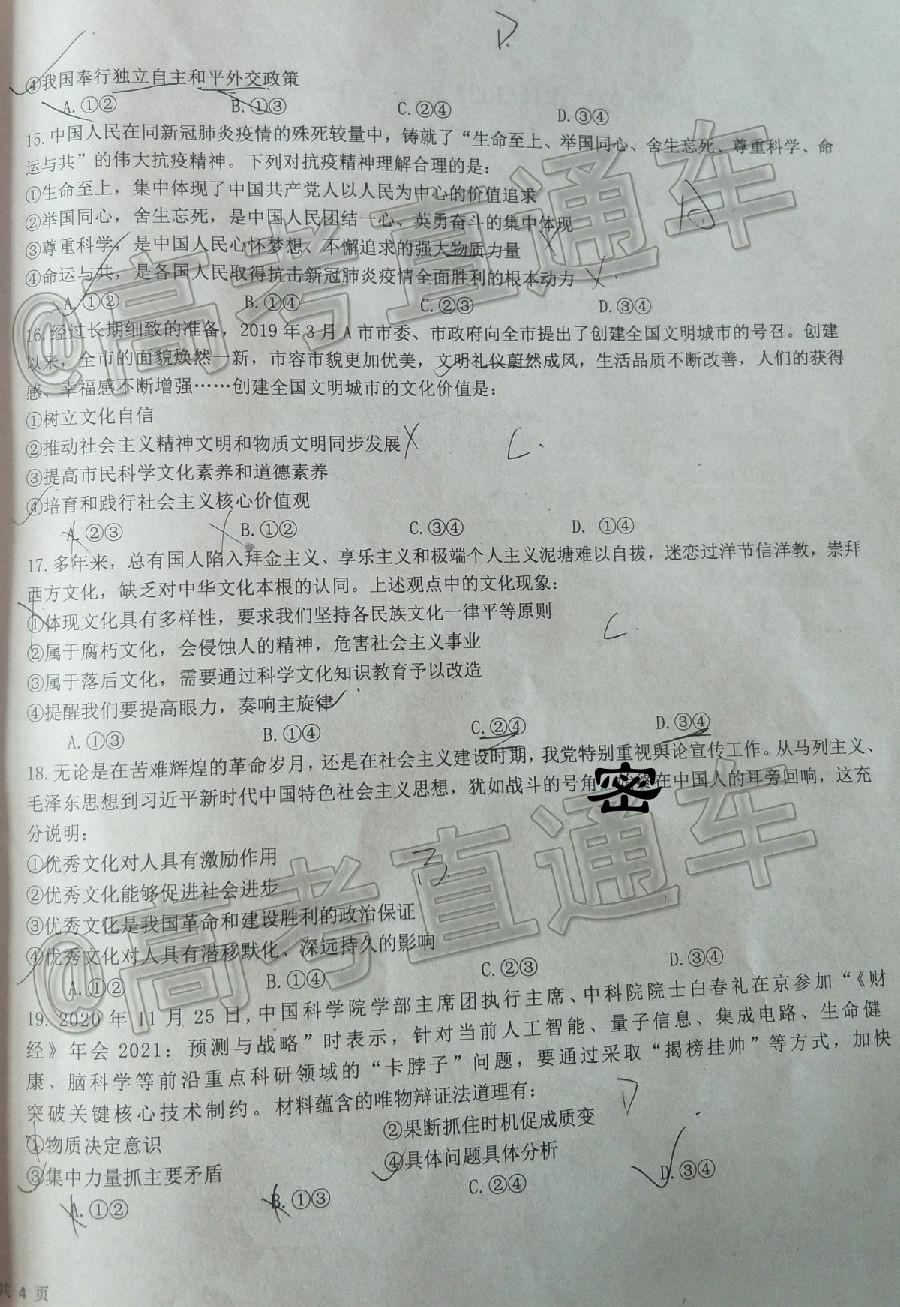 D.
④我国奉行独立自主和平外交政策
A.①② B.①③ C.②④ D.③④
15.中国人民在同新冠肺炎疫情的殊死较量中，铸就了“生命至上、举国同心、舍生忘死、尊重科学、命
运与共”的伟大抗疫精神。下列对抗疫精神理解合理的是：
①生命至上，集中体现了中国共产党人以人民为中心的价值追求
②举国同心，舍生忘死，是中国人民团结一心、英勇奋斗的集中体现
③尊重科学，是中国人民心怀梦想、不懈追求的强大物质力量
④命运与共，是各国人民取得抗击新冠肺炎疫情全面胜利的根本动力
A.①② B.①④ C.②③ D.③④
16.经过长期细致的准备，2019年3月A市市委、市政府向全市提出了创建全国文明城市的号召。创建
以来，全市的面貌焕然一新，市容市貌更加优美，文明礼仪蔚然成风，生活品质不断改善，人们的获得
感、幸福感不断增强……创建全国文明城市的文化价值是：
①树立文化自信
②推动社会主义精神文明和物质文明同步发展
C.
③提高市民科学文化素养和道德素养
④培育和践行社会主义核心价值观
A.②③ B.①② C.③④ D. ①④
17.多年来，总有国人陷入拜金主义、享乐主义和极端个人主义泥塘难以自拔，迷恋过洋节信洋教，崇拜
西方文化，缺乏对中华文化本根的认同。上述观点中的文化现象：
①体现文化具有多样性，要求我们坚持各民族文化一律平等原则
C.
②属于腐朽文化，会侵蚀人的精神，危害社会主义事业
③属于落后文化，需要通过科学文化知识教育予以改造
④提醒我们要提高眼力，奏响主旋律
A.①③ B.①④ C.②④ D.③④
18.无论是在苦难辉煌的革命岁月，还是在社会主义建设时期，我党特别重视舆论宣传工作。从马列主义、
毛泽东思想到习近平新时代中国特色社会主义思想，犹如战斗的号角 密 在中国人的耳旁回响，这充
分说明：
①优秀文化对人具有激励作用
B
②优秀文化能够促进社会进步
③优秀文化是我国革命和建设胜利的政治保证
④优秀文化对人具有潜移默化、深远持久的影响
A.①② B.①④ C.②③ D.③④
19.2020年11月25日，中国科学院学部主席团执行主席、中科院院士白春礼在京参加“《财
经》年会2021：预测与战略”时表示，针对当前人工智能、量子信息、集成电路、生命健
康、脑科学等前沿重点科研领域的“卡脖子”问题，要通过采取“揭榜挂帅”等方式，加快
突破关键核心技术制约。材料蕴含的唯物辩证法道理有：
D
①物质决定意识 ②果断抓住时机促成质变
③集中力量抓主要矛盾 ④具体问题具体分析
A.①② B.①③ C.②④ D.③④
共4页
@高考直通车
@高考直通车